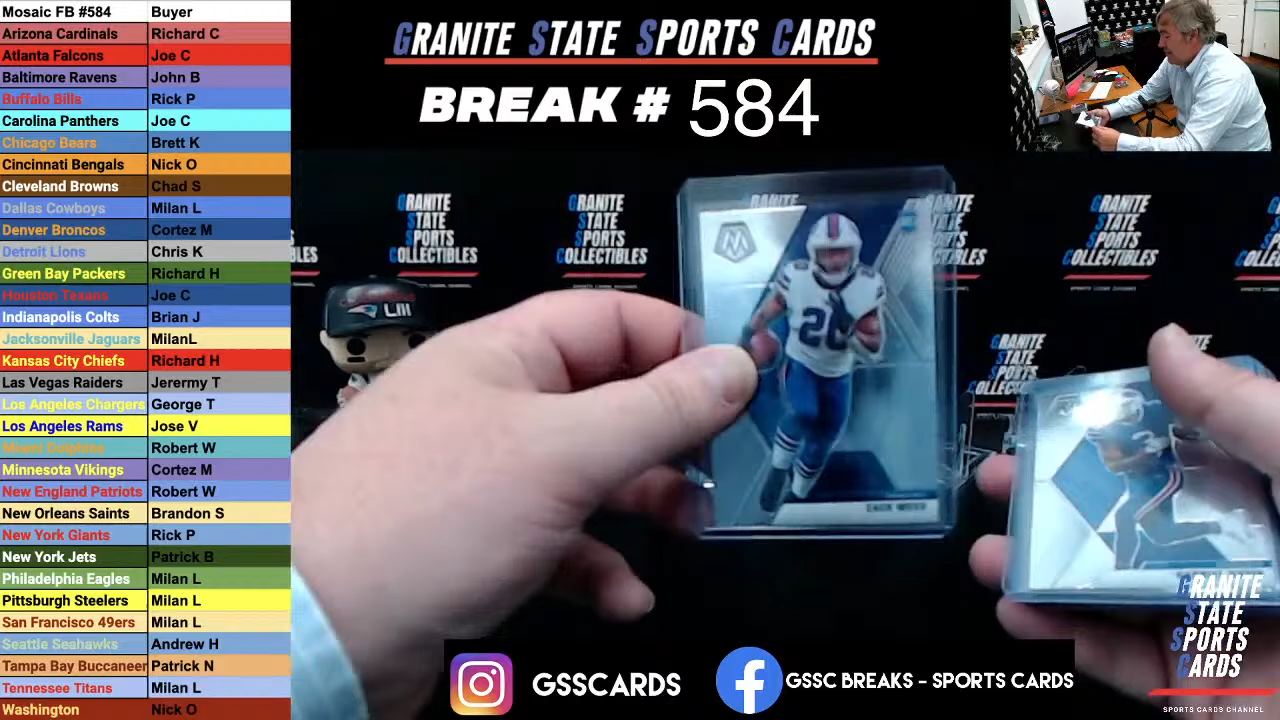 Mosaic FB #584 Buyer
Arizona Cardinals Richard C
Atlanta Falcons Joe C
Baltimore Ravens John B
Buffalo Bills Rick P
Carolina Panthers Joe C
Chicago Bears Brett K
Cincinnati Bengals Nick O
Cleveland Browns Chad S
Dallas Cowboys Milan L
Denver Broncos Cortez M
Detroit Lions Chris K
Green Bay Packers Richard H
Houston Texans Joe C
Indianapolis Colts Brian J
Jacksonville Jaguars MilanL
Kansas City Chiefs Richard H
Las Vegas Raiders Jerermy T
Los Angeles Chargers George T
Los Angeles Rams Jose V
Miami Dolphins Robert W
Minnesota Vikings Cortez M
New England Patriots Robert W
New Orleans Saints Brandon S
New York Giants Rick P
New York Jets Patrick B
Philadelphia Eagles Milan L
Pittsburgh Steelers Milan L
San Francisco 49ers Milan L
Seattle Seahawks Andrew H
Tampa Bay Buccaneer Patrick N
Tennessee Titans Milan L
Washington Nick O
GRANITE STATE SPORTS CARDS
BREAK # 584
GRANITE
STATE
SPORTS
COLLECTIBLES
GRANITE
STATE
SPORTS
COLLECTIBLES
GRANITE
STATE
SPORTS
COLLECTIBLES
LIII
20
GSSCARDS
GSSC BREAKS - SPORTS CARDS
GRANITE
STATE
SPORTS
CARDS
SPORTS CARDS CHANNEL